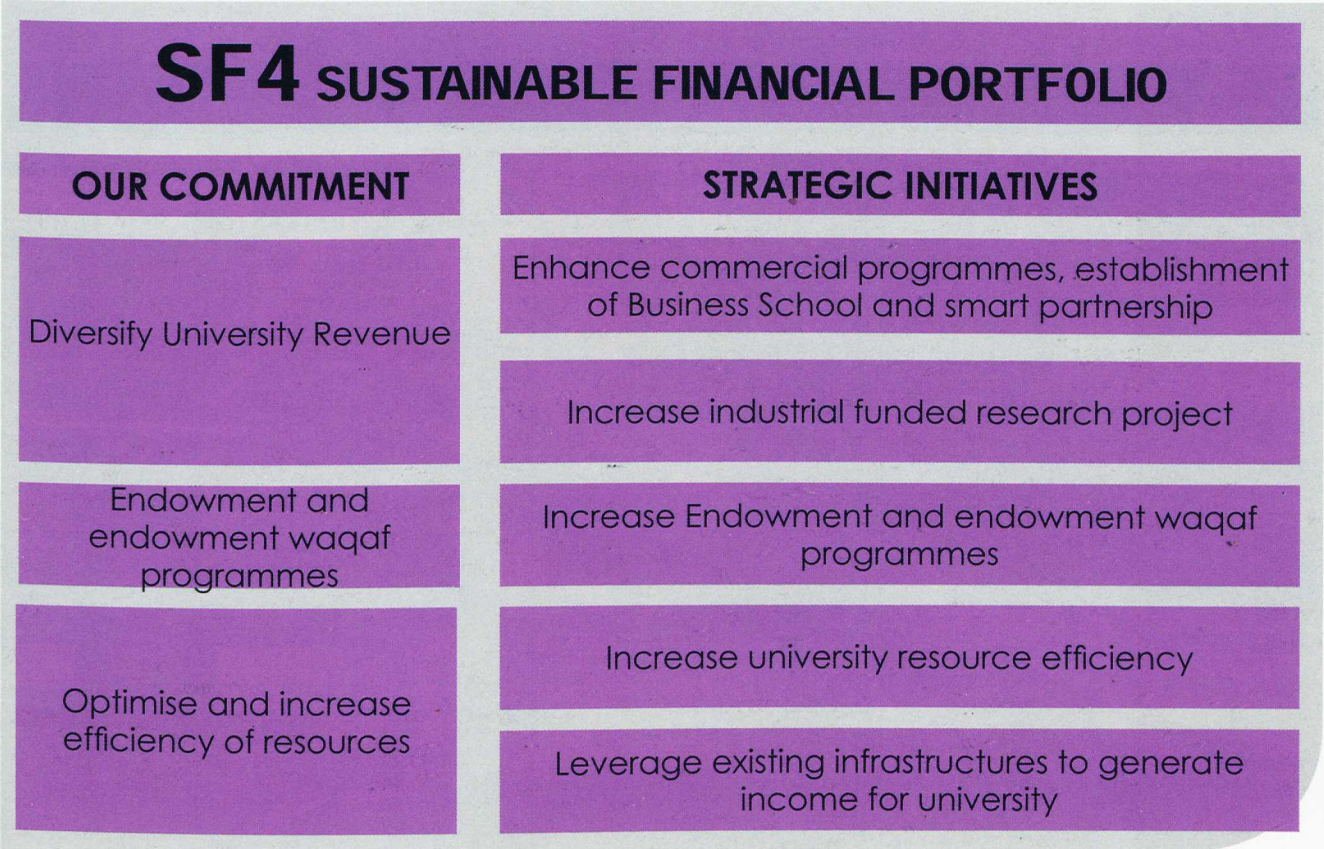 SF4 SUSTAINABLE FINANCIAL PORTFOLIO
OUR COMMITMENT
STRATEGIC INITIATIVES
Diversify University Revenue
Enhance commercial programmes, establishment
of Business School and smart partnership
Increase industrial funded research project
Endowment and
endowment waqaf
programmes
Increase Endowment and endowment waqaf
programmes
Optimise and increase
efficiency of resources
Increase university resource efficiency
Leverage existing infrastructures to generate
income for university